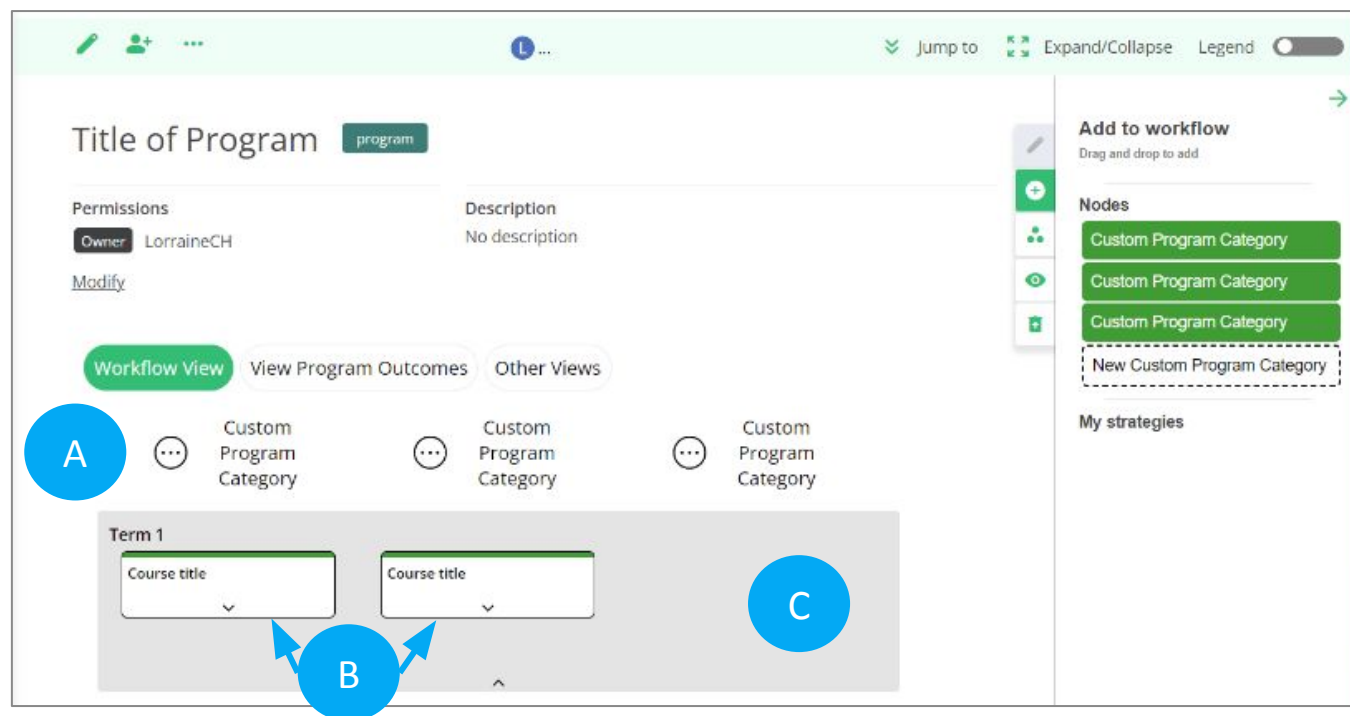 L ...
Jump to
Expand/Collapse
Legend
Title of Program
program
Permissions
Owner LorraineCH
Modify
Description
No description
Workflow View
View Program Outcomes
Other Views
A
Custom
Program
Category
Custom
Program
Category
Custom
Program
Category
Term 1
Course title
Course title
B
C
Add to workflow
Drag and drop to add
Nodes
Custom Program Category
Custom Program Category
Custom Program Category
New Custom Program Category
My strategies